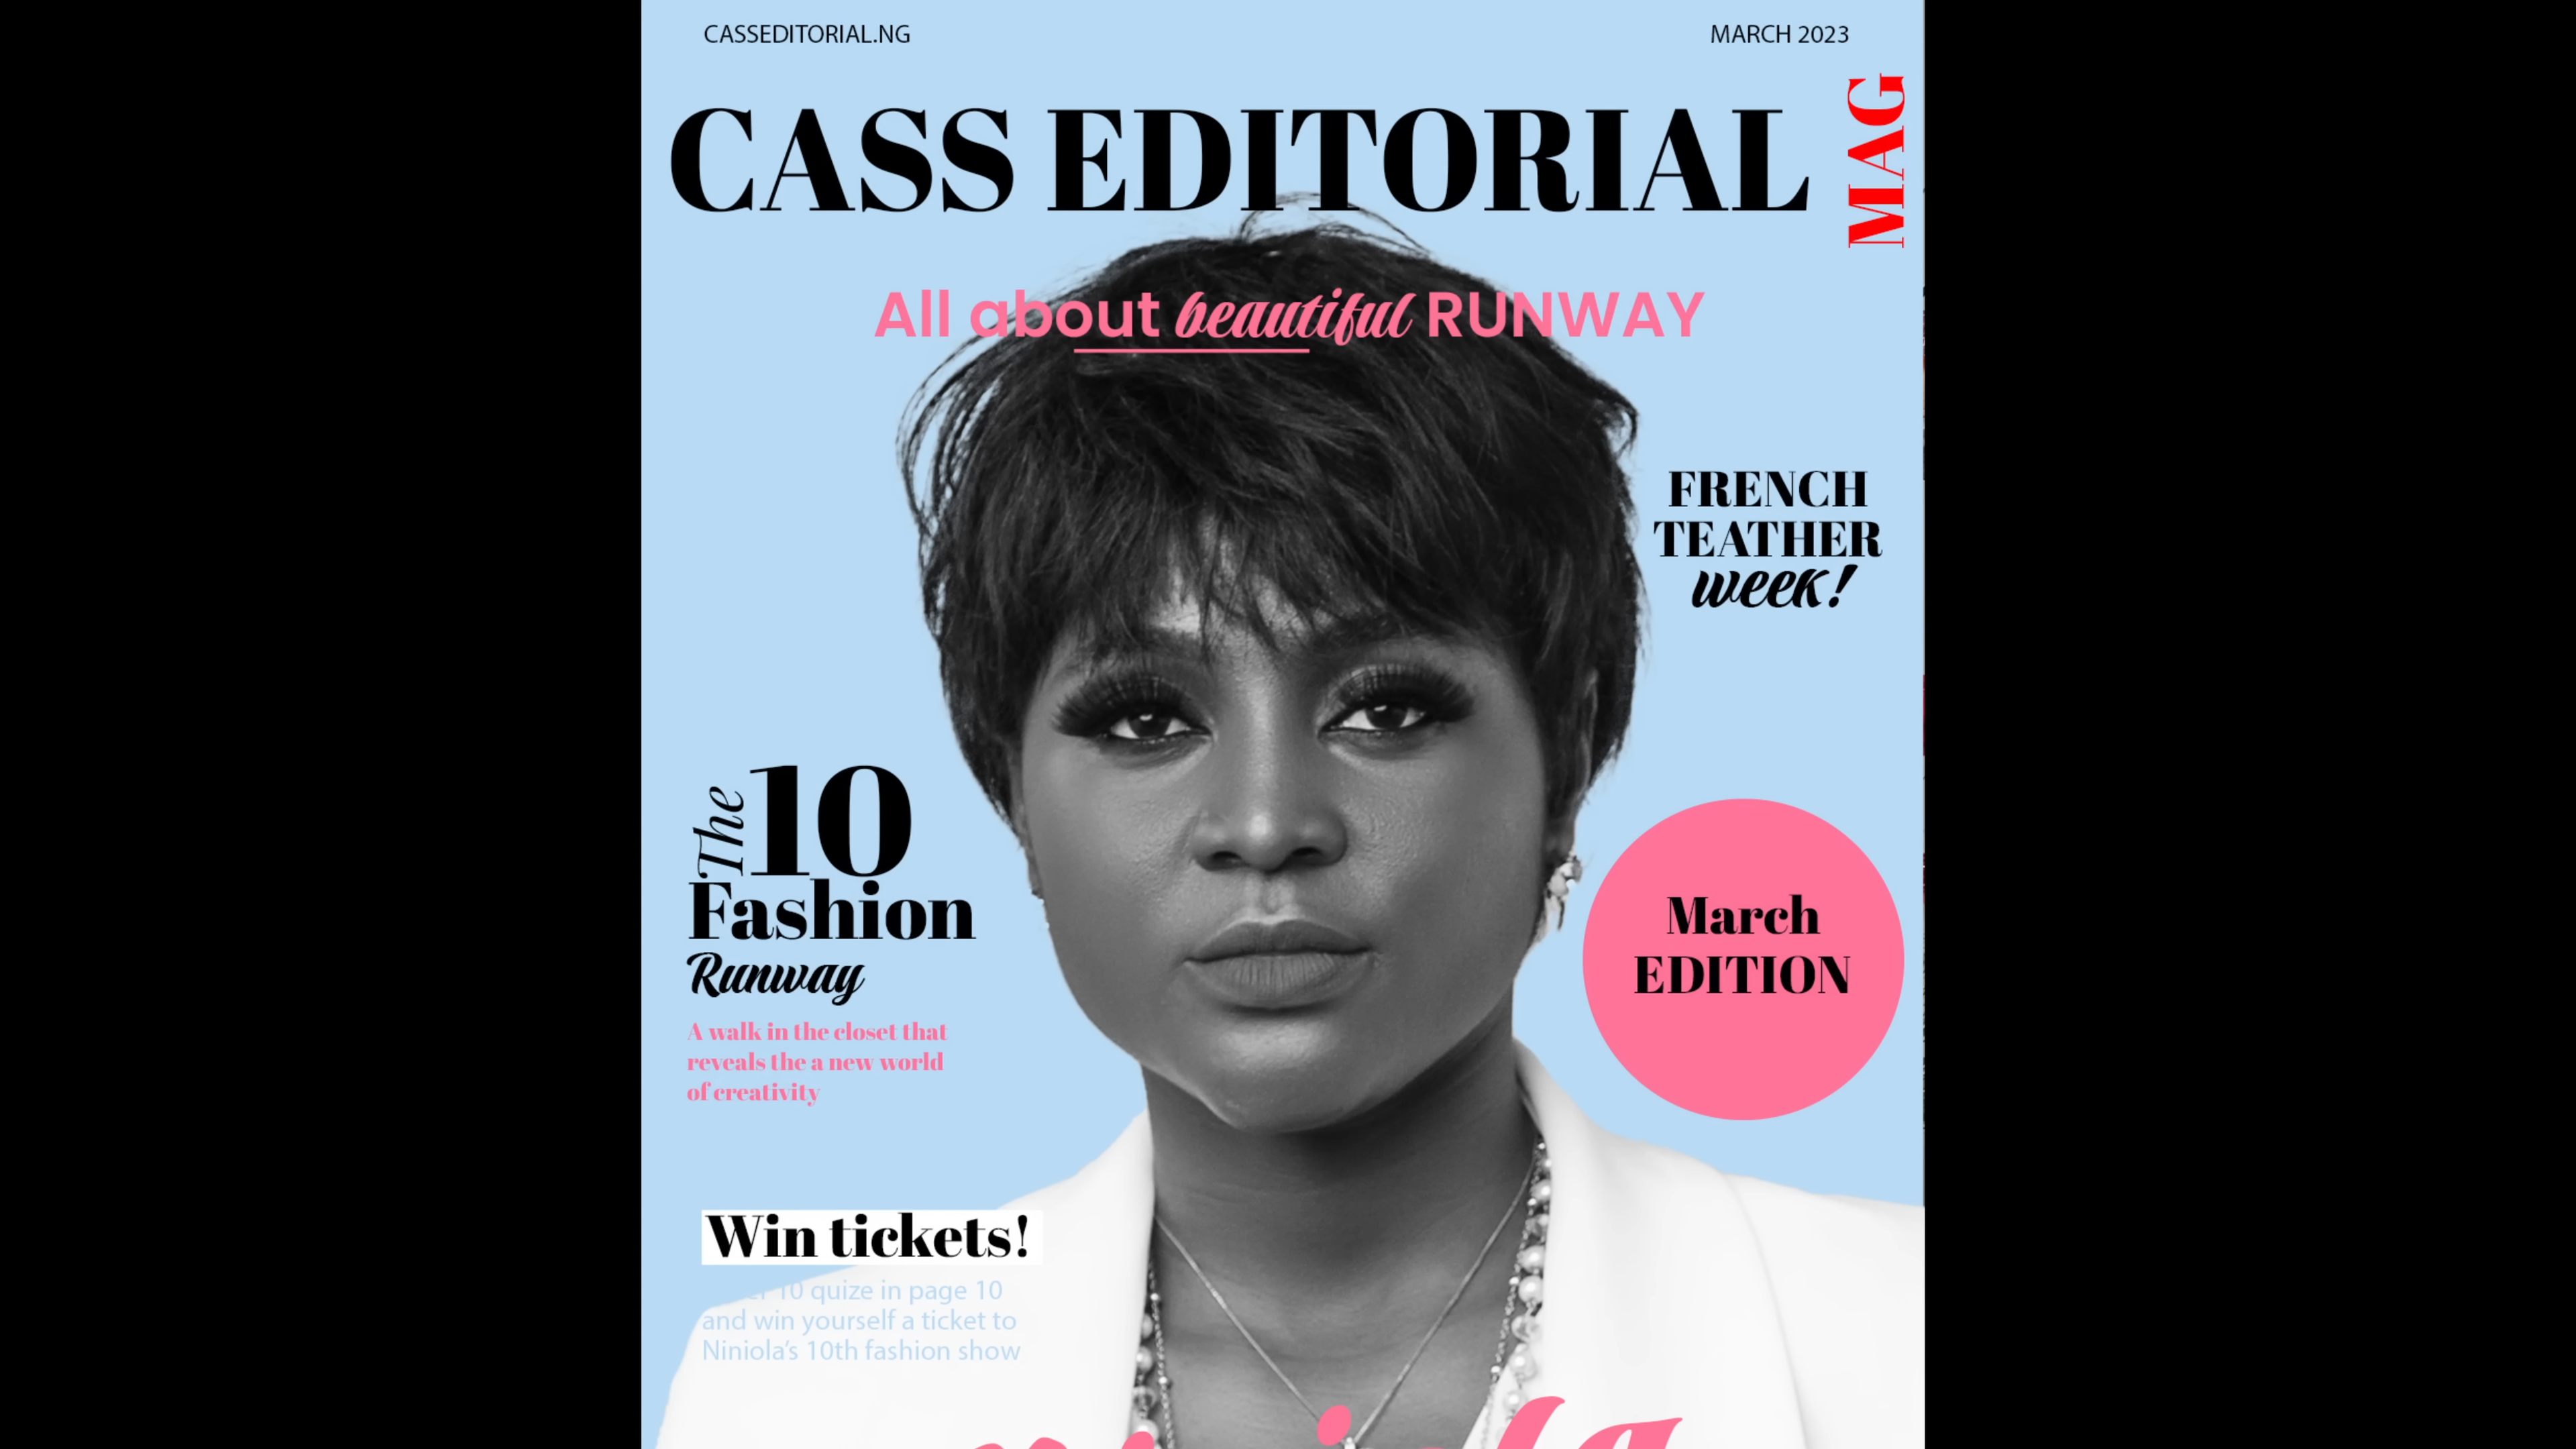 CASSEDITORIAL.NG
MARCH 2023
CASS EDITORIAL
MAG
All about beautiful RUNWAY
FRENCH
TEATHER
week!
The
10
Fashion
Runway
A walk in the closet that
reveals the a new world
of creativity
March
EDITION
Win tickets!
10 quize in page 10
and win yourself a ticket to
Niniola's 10th fashion show